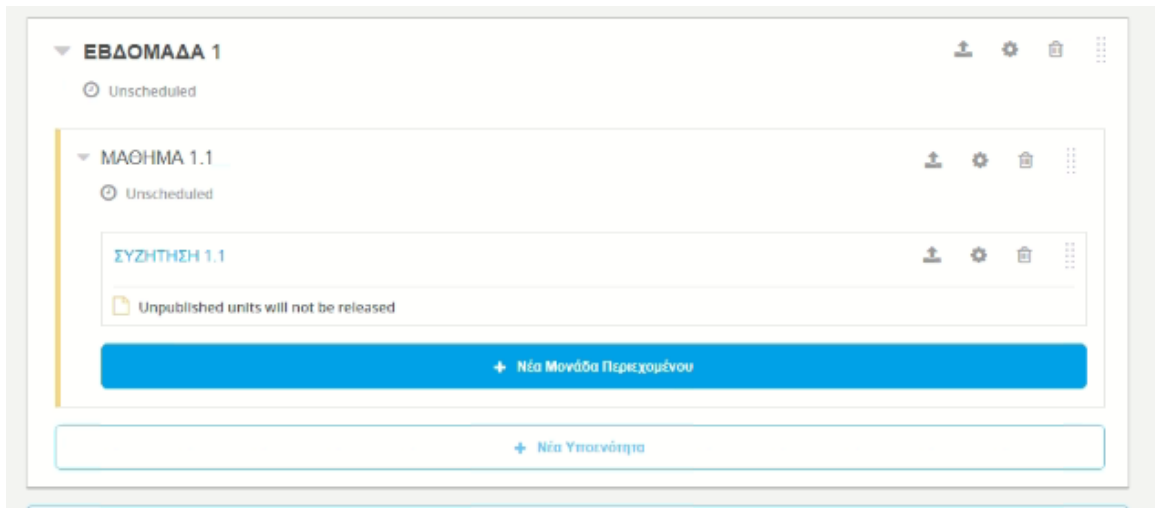 ΕΒΔΟΜΑΔΑ 1
Unscheduled
ΜΑΘΗΜΑ 1.1
Unscheduled
ΣΥΖΗΤΗΣΗ 1.1
Unpublished units will not be released
+ Νέα Μονάδα Περιεχομένου
+ Νέα Υποενότητα